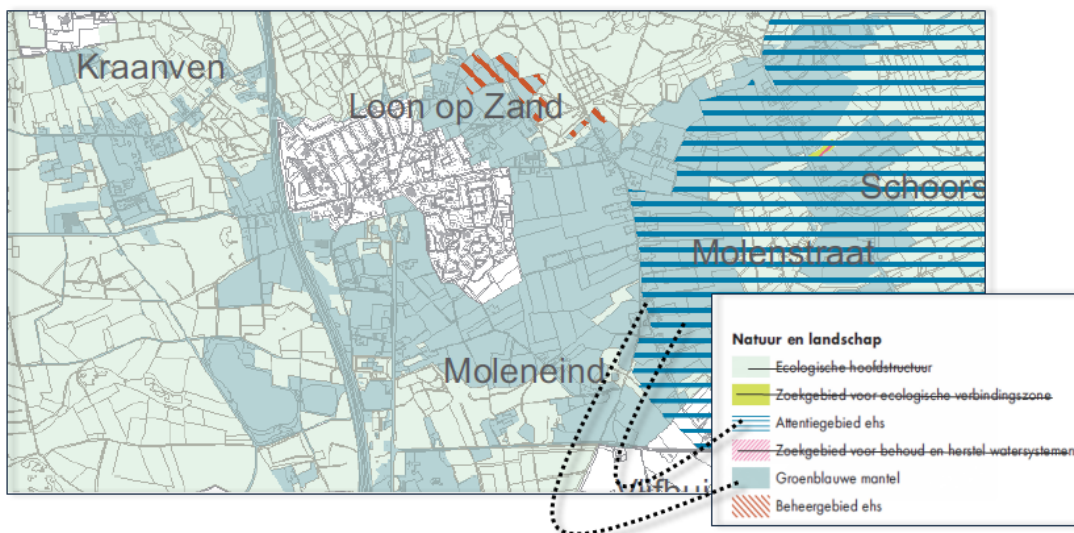 Kraanven
Loon op Zand
Schoors
Molenstraat
Moleneind
Natuur en landschap
Ecologische hoofdstructuur
Zoekgebied voor ecologische verbindingszone
Attentiegebied ehs
Zoekgebied voor behoud en herstel watersystemen
Groenblauwe mantel
Beheergebied ehs